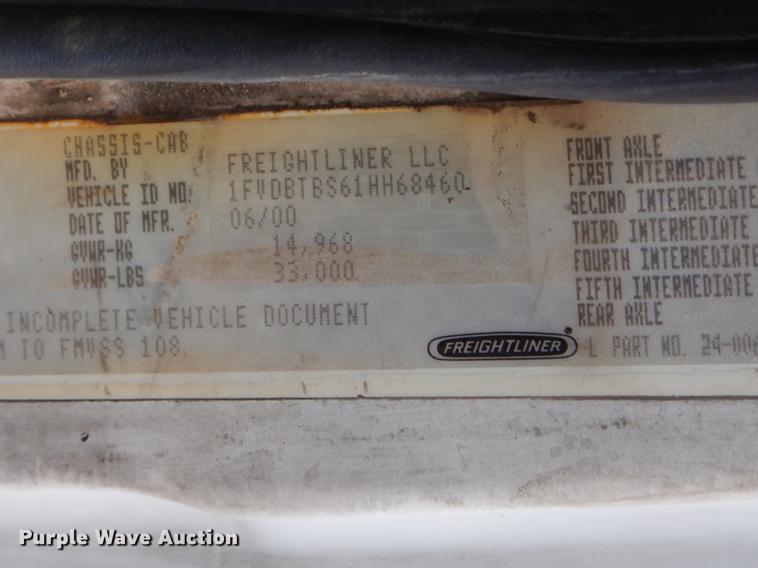 CHASSIS-CAB
MFD. BY FREIGHTLINER LLC
VEHICLE ID NO. 1FVDBTBS61HH68460
DATE OF MFR. 06/00
GVWR-KG 14,968
GVWR-LBS 33,000
INCOMPLETE VEHICLE DOCUMENT
M TO FMVSS 108.
FRONT AXLE
FIRST INTERMEDIATE
SECOND INTERMEDIATE
THIRD INTERMEDIATE
FOURTH INTERMEDIATE
FIFTH INTERMEDIATE
REAR AXLE
FREIGHTLINER®
L PART NO. 24-00
Purple Wave Auction